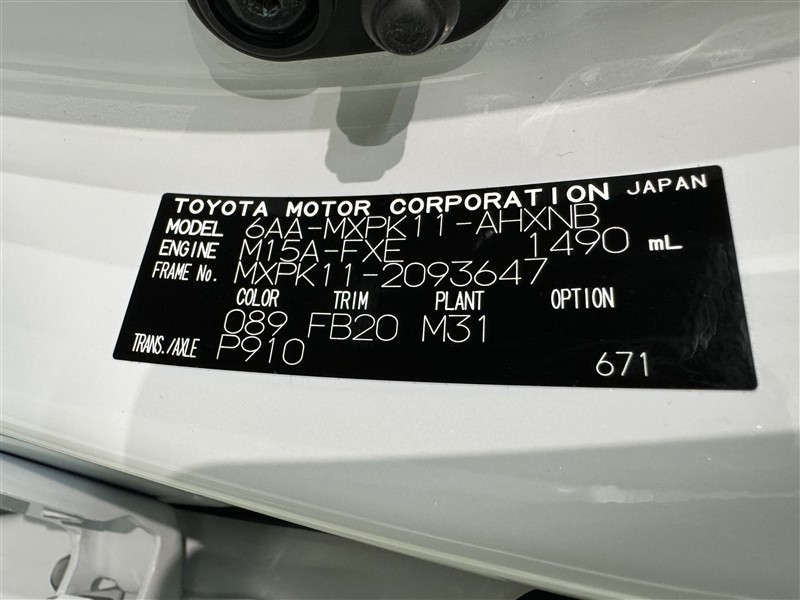 TOYOTA MOTOR CORPORATION JAPAN
MODEL 6AA-MXPK11-AHXNB
ENGINE M15A-FXE 1490 mL
FRAME No. MXPK11-2093647
COLOR TRIM PLANT OPTION
089 FB20 M31
TRANS./AXLE P910
671